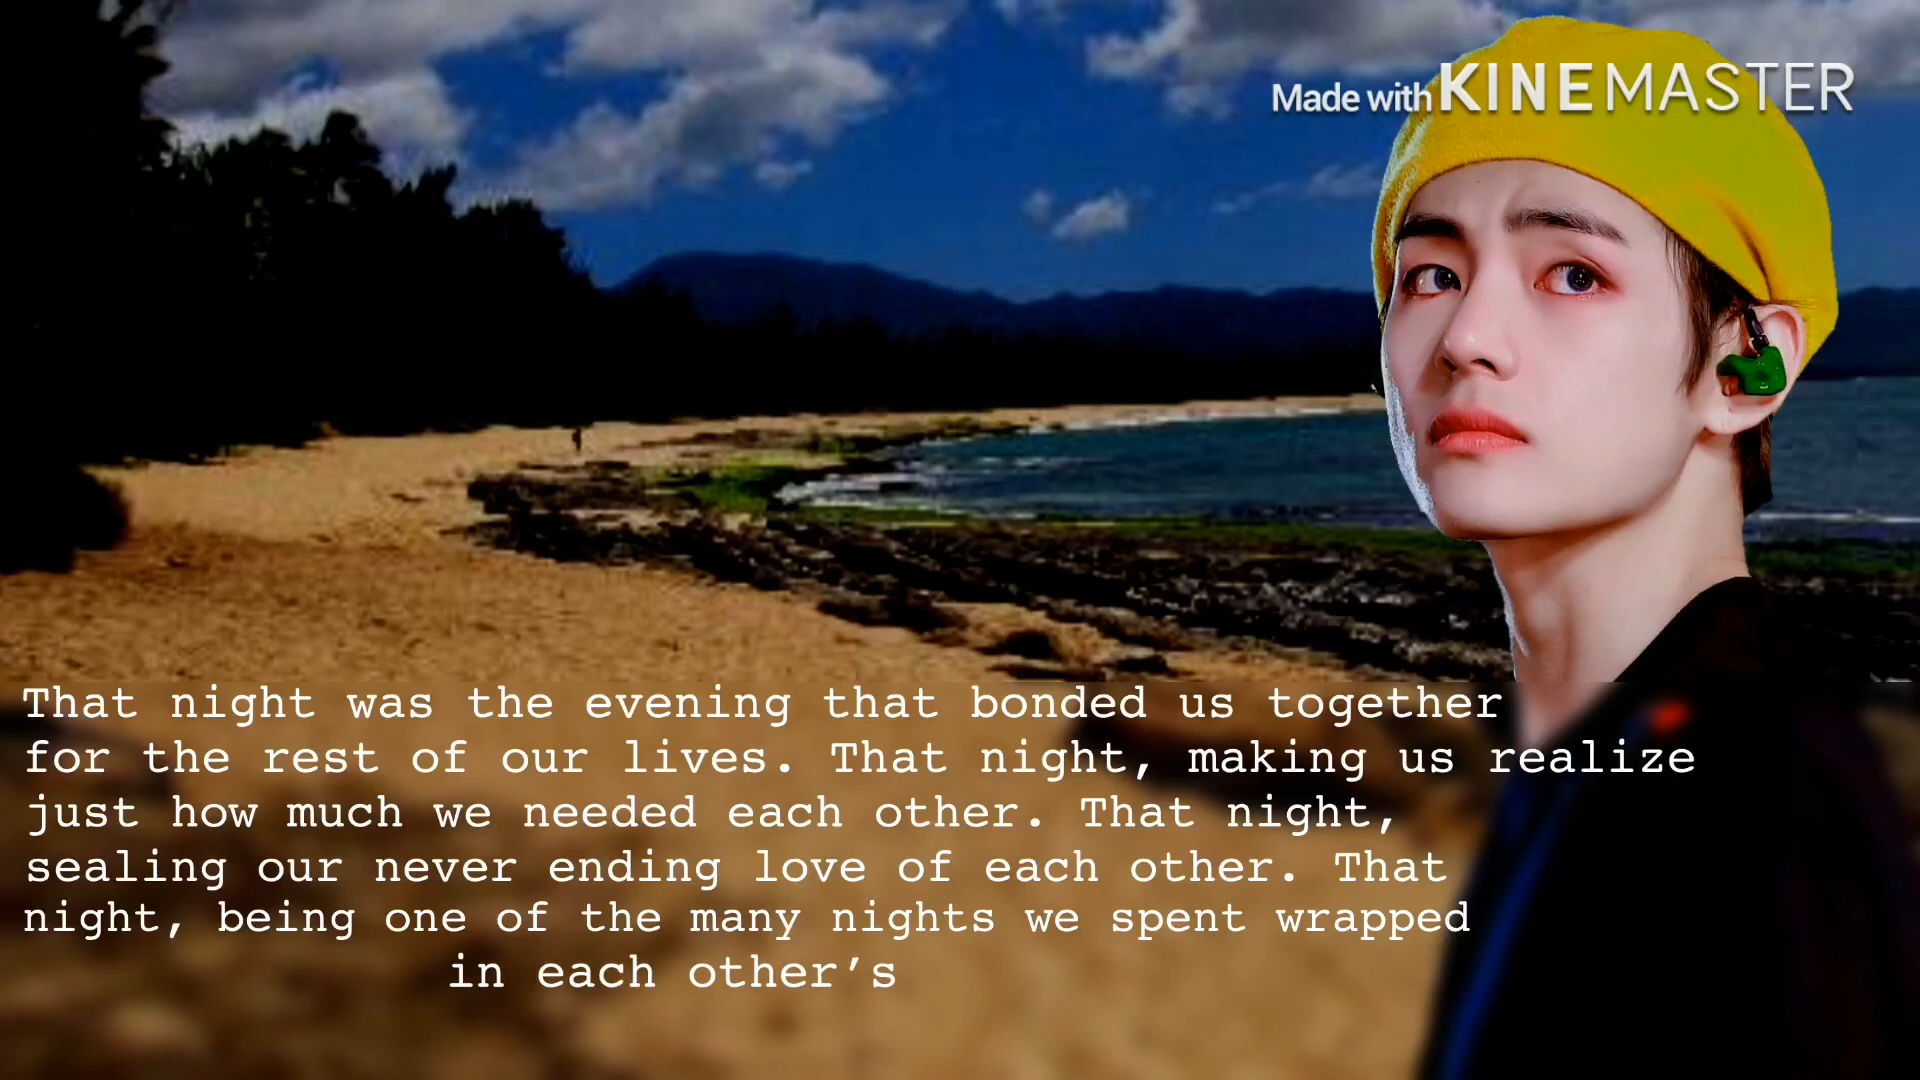 Made with KINEMASTER
That night was the evening that bonded us together
for the rest of our lives. That night, making us realize
just how much we needed each other. That night,
sealing our never ending love of each other. That
night, being one of the many nights we spent wrapped
in each other’s